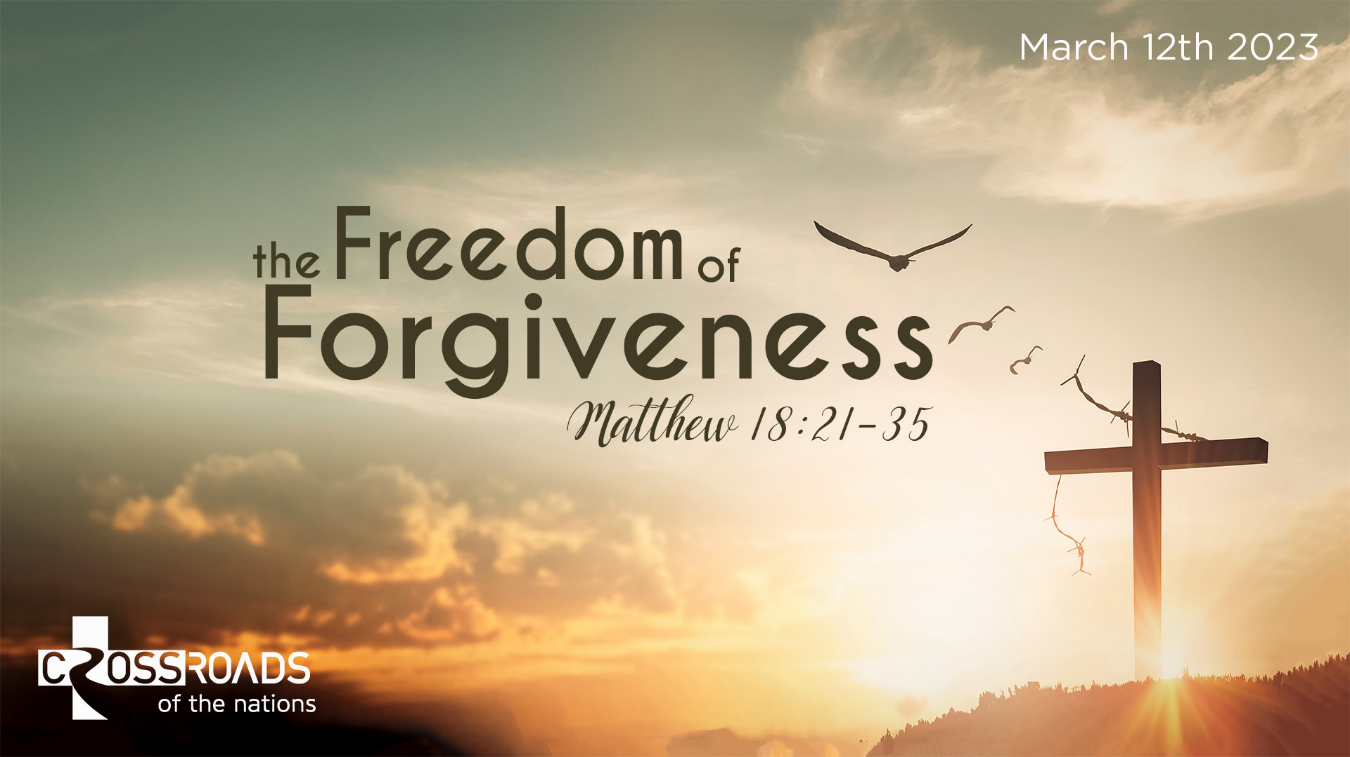 March 12th 2023
the Freedom of
Forgiveness
Matthew 18:21-35
CROSSROADS
of the nations